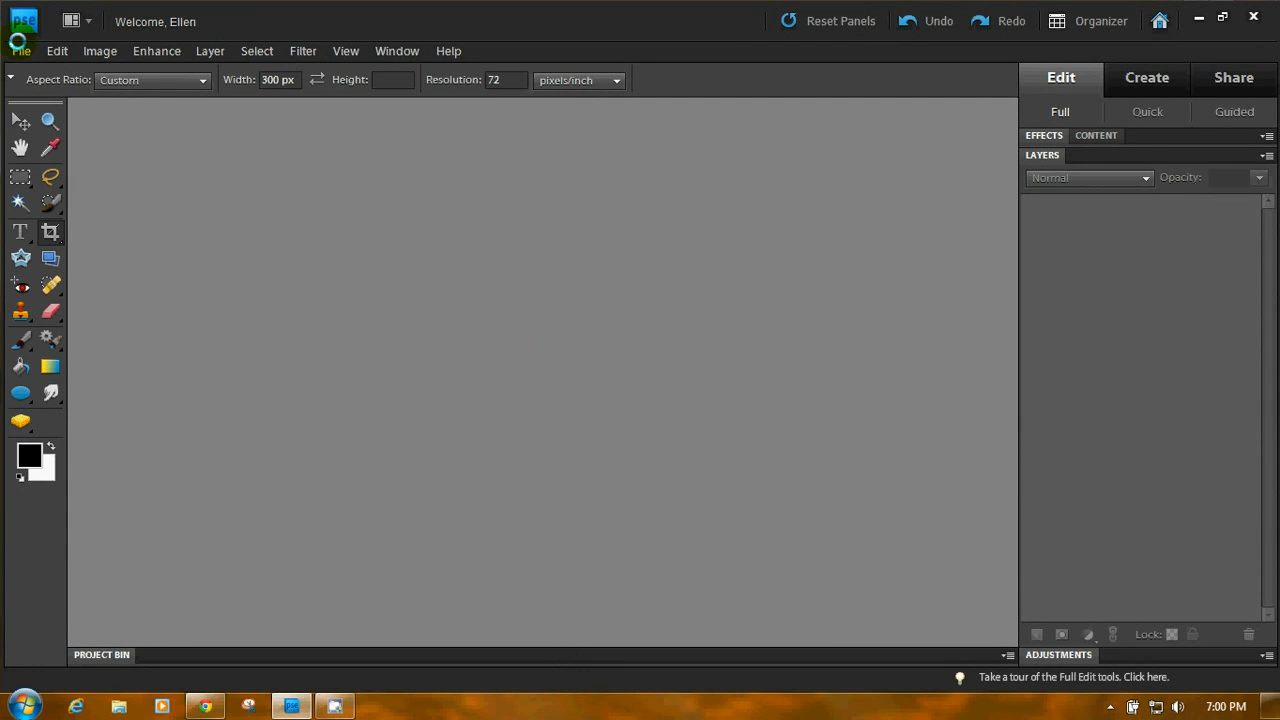 pse Welcome, Ellen Reset Panels Undo Redo Organizer
File Edit Image Enhance Layer Select Filter View Window Help
Aspect Ratio: Custom Width: 300 px Height: Resolution: 72 pixels/inch
Edit Create Share
Full Quick Guided
EFFECTS CONTENT
LAYERS
Normal Opacity:
T
Lock:
PROJECT BIN
ADJUSTMENTS
Take a tour of the Full Edit tools. Click here.
pse
7:00 PM